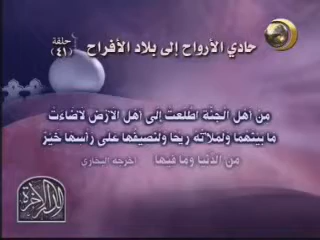 حادي الأرواح إلى بلاد الأفراح
حلقة
(٤١)
من أهل الجنة اطلعت إلى أهل الأرض لأضاءت
ما بينهما ولملأته ريحاً ولنصيفها على رأسها خير
من الدنيا وما فيها أخرجه البخاري